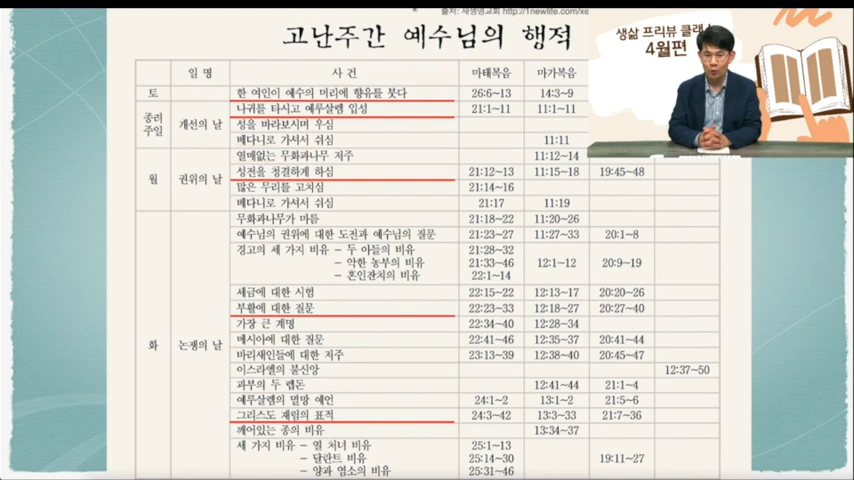 출처: 재생명교회 http://1newlife.com/xe
고난주간 예수님의 행적
생삶 프리뷰 클래스
4월편
일 명 사 건 마태복음 마가복음
토 한 여인이 예수의 머리에 향유를 붓다 26:6~13 14:3~9
종려주일 개선의 날 나귀를 타시고 예루살렘 입성 21:1~11 11:1~11
성을 바라보시며 우심
베다니로 가셔서 쉬심 11:11
월 권위의 날 열매없는 무화과나무 저주 11:12~14
성전을 청결하게 하심 21:12~13 11:15~18 19:45~48
많은 무리를 고치심 21:14~16
베다니로 가셔서 쉬심 21:17 11:19
화 논쟁의 날 무화과나무가 마름 21:18~22 11:20~26
예수님의 권위에 대한 도전과 예수님의 질문 21:23~27 11:27~33 20:1~8
경고의 세 가지 비유 - 두 아들의 비유 21:28~32
- 악한 농부의 비유 21:33~46 12:1~12 20:9~19
- 혼인잔치의 비유 22:1~14
세금에 대한 시험 22:15~22 12:13~17 20:20~26
부활에 대한 질문 22:23~33 12:18~27 20:27~40
가장 큰 계명 22:34~40 12:28~34
메시아에 대한 질문 22:41~46 12:35~37 20:41~44
바리새인들에 대한 저주 23:13~39 12:38~40 20:45~47
이스라엘의 불신앙 12:37~50
과부의 두 렙돈 12:41~44 21:1~4
예루살렘의 멸망 예언 24:1~2 13:1~2 21:5~6
그리스도 재림의 표적 24:3~42 13:3~33 21:7~36
깨어있는 종의 비유 13:34~37
세 가지 비유 - 열 처녀 비유 25:1~13
- 달란트 비유 25:14~30 19:11~27
- 양과 염소의 비유 25:31~46